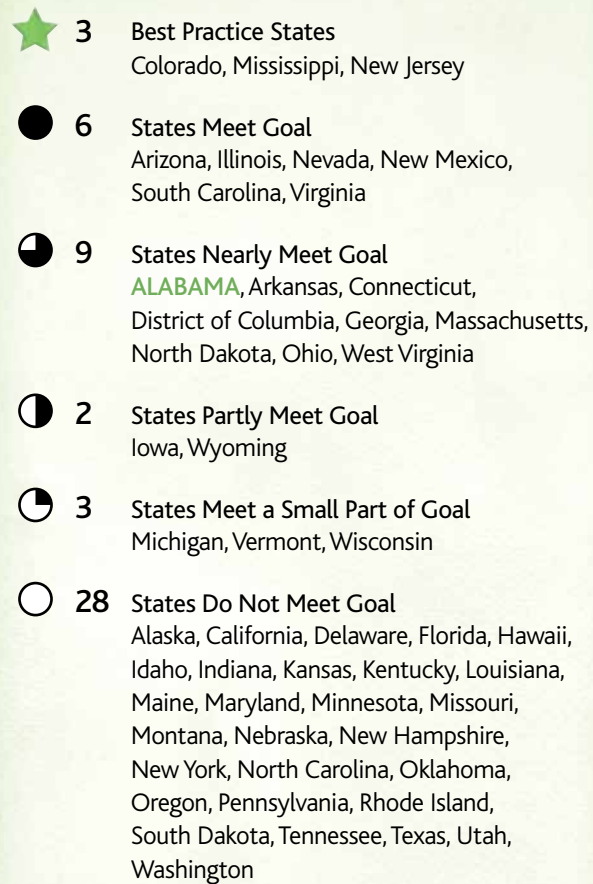 3 Best Practice States
Colorado, Mississippi, New Jersey
6 States Meet Goal
Arizona, Illinois, Nevada, New Mexico,
South Carolina, Virginia
9 States Nearly Meet Goal
ALABAMA, Arkansas, Connecticut,
District of Columbia, Georgia, Massachusetts,
North Dakota, Ohio, West Virginia
2 States Partly Meet Goal
Iowa, Wyoming
3 States Meet a Small Part of Goal
Michigan, Vermont, Wisconsin
28 States Do Not Meet Goal
Alaska, California, Delaware, Florida, Hawaii,
Idaho, Indiana, Kansas, Kentucky, Louisiana,
Maine, Maryland, Minnesota, Missouri,
Montana, Nebraska, New Hampshire,
New York, North Carolina, Oklahoma,
Oregon, Pennsylvania, Rhode Island,
South Dakota, Tennessee, Texas, Utah,
Washington